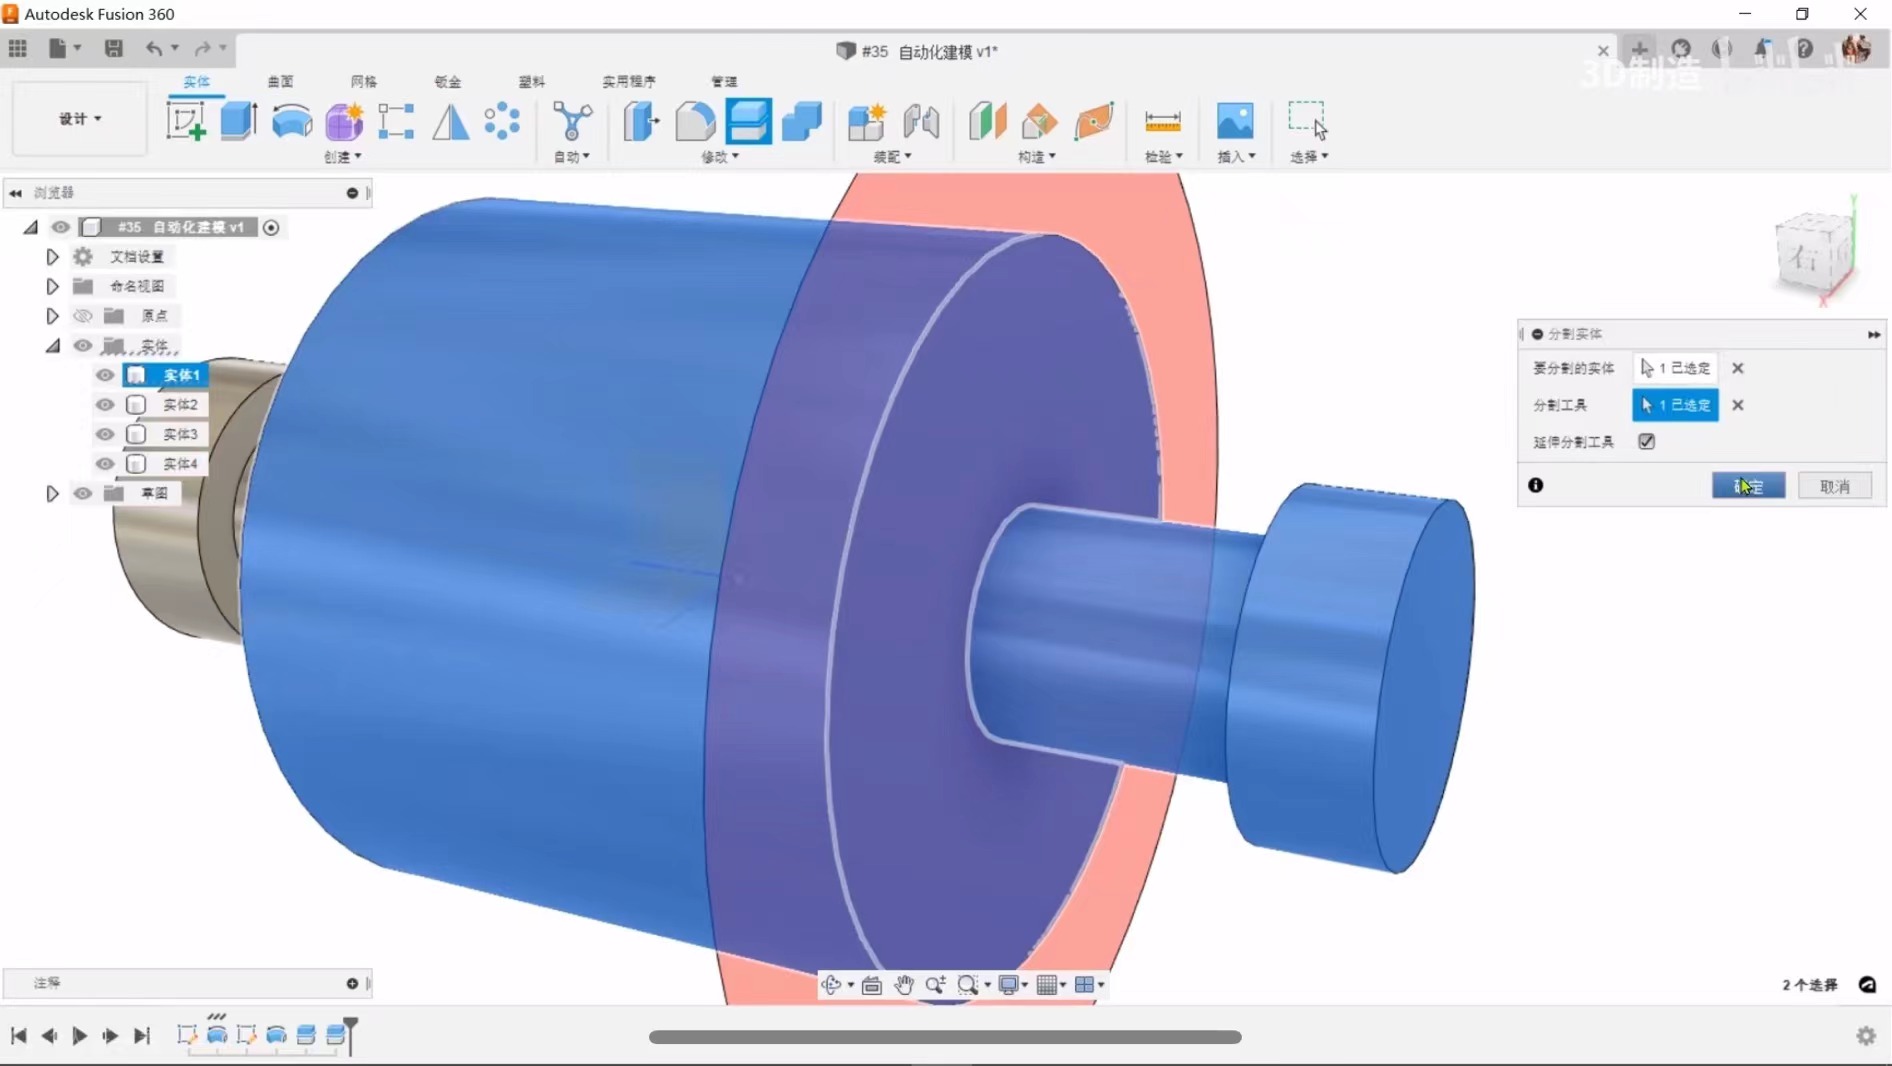 Autodesk Fusion 360
#35 自动化建模 v1*
3D制造
实体 曲面 网格 钣金 塑料 实用程序 管理
设计
创建 自动 修改 装配 构造 检验 插入 选择
浏览器
#35 自动化建模 v1
文档设置
命名视图
原点
实体
实体1
实体2
实体3
实体4
草图
右
Y
X
分割实体
要分割的实体 1 已选定
分割工具 1 已选定
延伸分割工具
确定 取消
注释
2 个选择